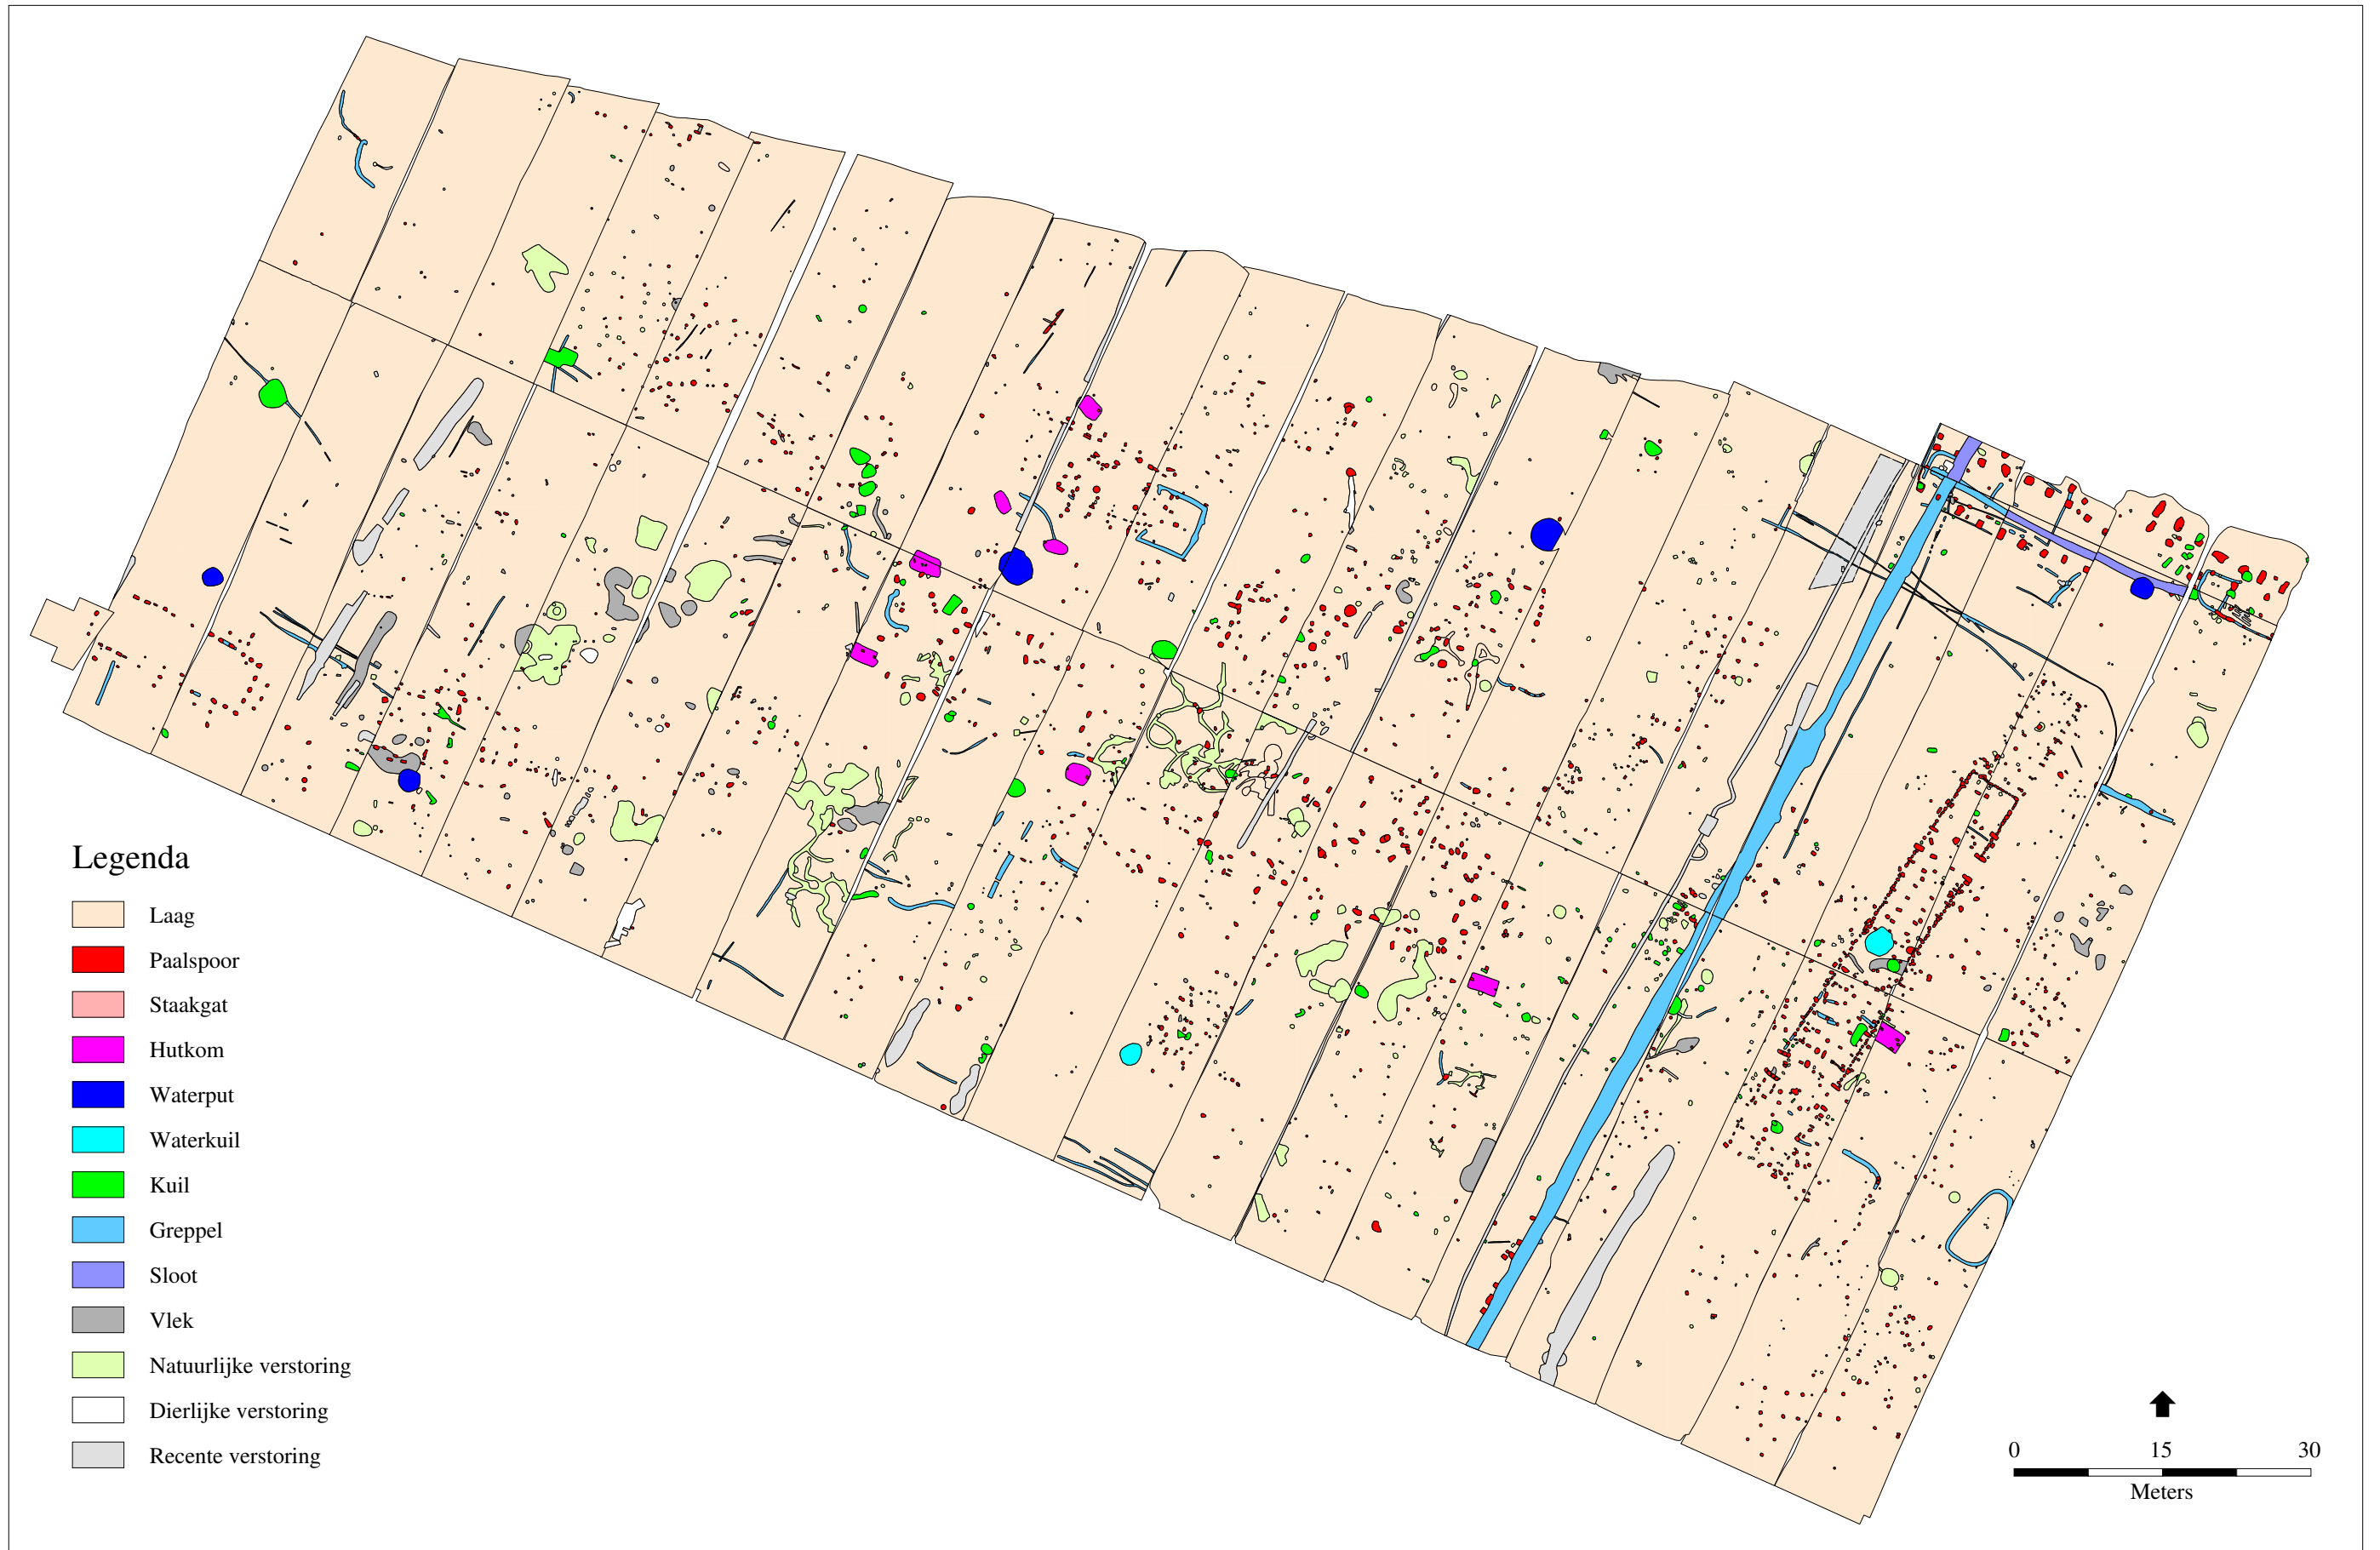 Legenda
Laag
Paalspoor
Staakgat
Hutkom
Waterput
Waterkuil
Kuil
Greppel
Sloot
Vlek
Natuurlijke verstoring
Dierlijke verstoring
Recente verstoring
0 15 30
Meters